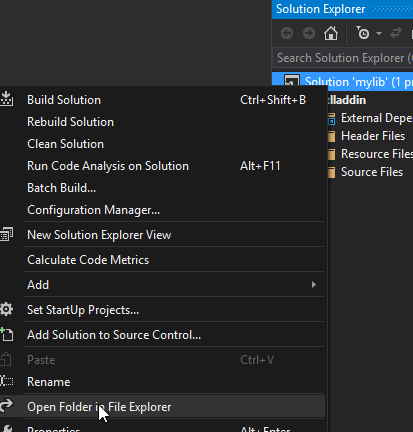 Solution Explorer
Search Solution Explorer (
Solution 'mylib' (1 pr
Build Solution Ctrl+Shift+B
lladdin
Rebuild Solution
External Depe
Clean Solution
Header Files
Run Code Analysis on Solution Alt+F11
Resource Files
Batch Build...
Source Files
Configuration Manager...
New Solution Explorer View
Calculate Code Metrics
Add
Set StartUp Projects...
Add Solution to Source Control...
Paste Ctrl+V
Rename
Open Folder in File Explorer
Properties Alt+Enter